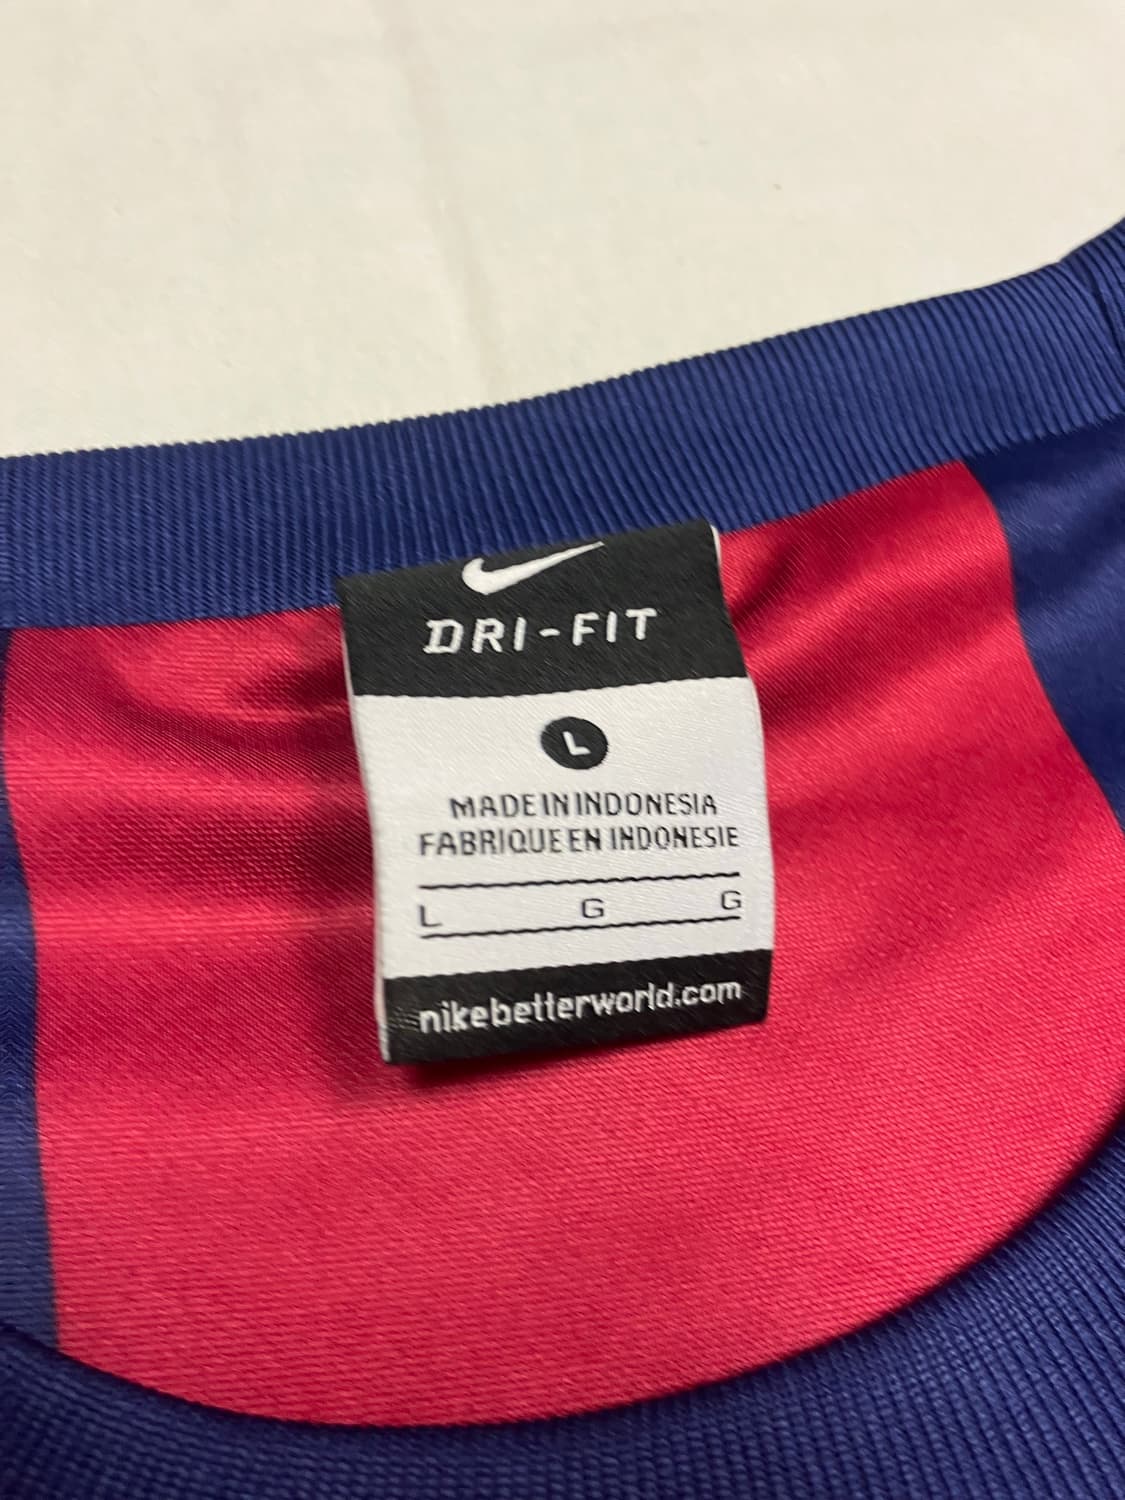 DRI-FIT
L
MADE IN INDONESIA
FABRIQUE EN INDONESIE
L G G
nikebetterworld.com